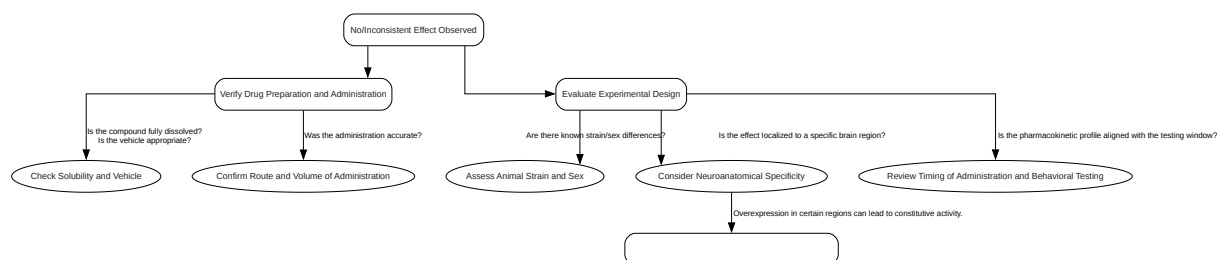 No/Inconsistent Effect Observed
Verify Drug Preparation and Administration
Evaluate Experimental Design
Is the compound fully dissolved?
Is the vehicle appropriate?
Was the administration accurate?
Are there known strain/sex differences?
Is the effect localized to a specific brain region?
Is the pharmacokinetic profile aligned with the testing window?
Check Solubility and Vehicle
Confirm Route and Volume of Administration
Assess Animal Strain and Sex
Consider Neuroanatomical Specificity
Review Timing of Administration and Behavioral Testing
Overexpression in certain regions can lead to constitutive activity.